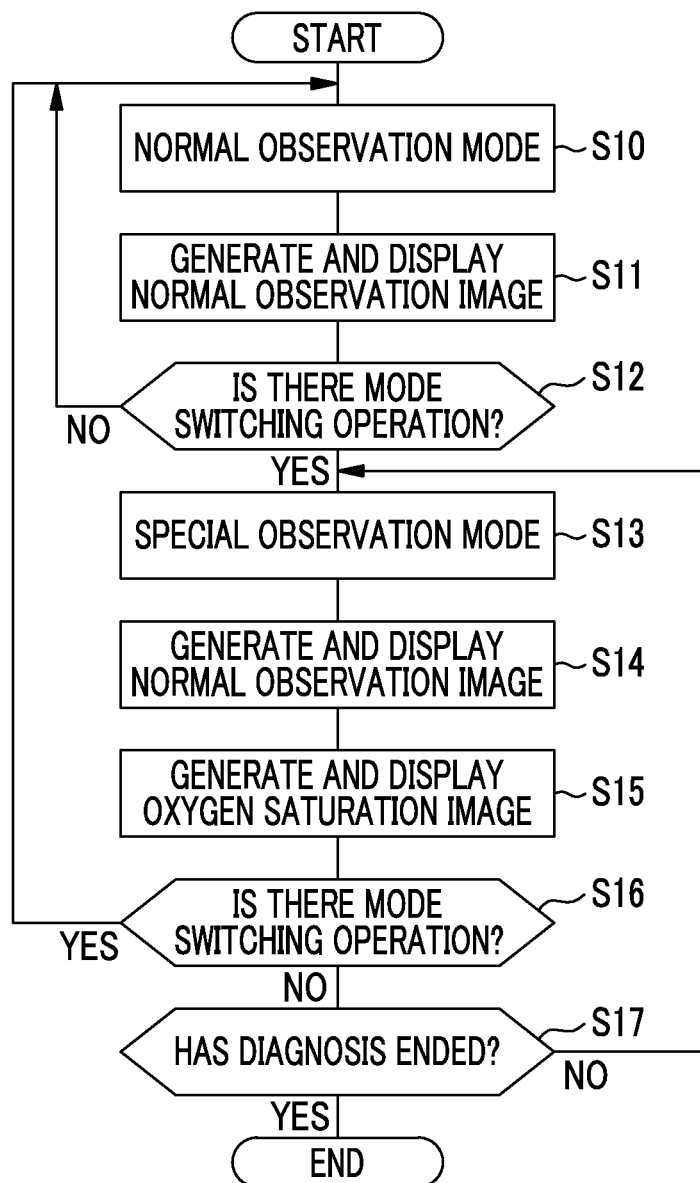 START
NORMAL OBSERVATION MODE
S10
GENERATE AND DISPLAY
NORMAL OBSERVATION IMAGE
S11
IS THERE MODE
SWITCHING OPERATION?
S12
NO
YES
SPECIAL OBSERVATION MODE
S13
GENERATE AND DISPLAY
NORMAL OBSERVATION IMAGE
S14
GENERATE AND DISPLAY
OXYGEN SATURATION IMAGE
S15
IS THERE MODE
SWITCHING OPERATION?
S16
YES
NO
HAS DIAGNOSIS ENDED?
S17
NO
YES
END